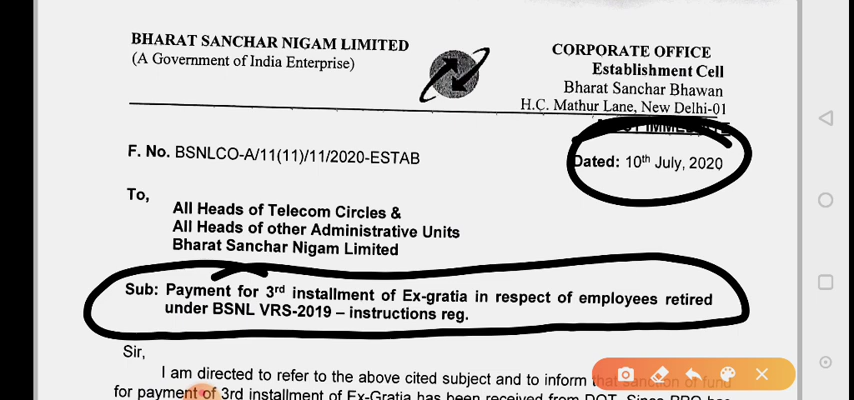 BHARAT SANCHAR NIGAM LIMITED
(A Government of India Enterprise)
CORPORATE OFFICE
Establishment Cell
Bharat Sanchar Bhawan
H.C. Mathur Lane, New Delhi-01
F. No. BSNLCO-A/11(11)/11/2020-ESTAB
Dated: 10th July, 2020
To,
All Heads of Telecom Circles &
All Heads of other Administrative Units
Bharat Sanchar Nigam Limited
Sub: Payment for 3rd installment of Ex-gratia in respect of employees retired
under BSNL VRS-2019 – instructions reg.
Sir,
I am directed to refer to the above cited subject and to inform that sanction of fund
for payment of 3rd installment of Ex-Gratia has been received from DOT. Since